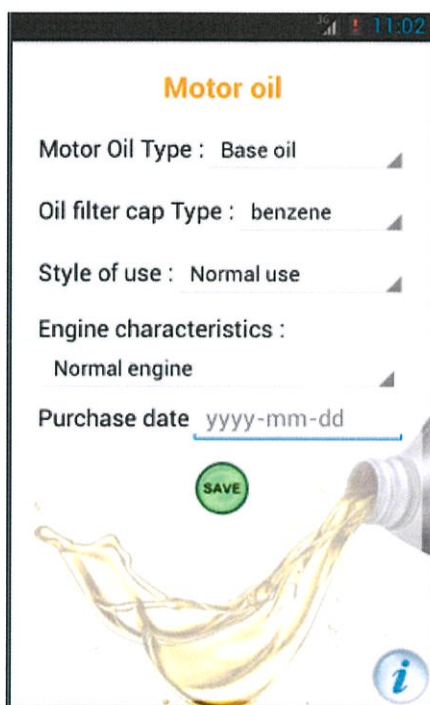 3G 11:02
Motor oil
Motor Oil Type : Base oil
Oil filter cap Type : benzene
Style of use : Normal use
Engine characteristics :
Normal engine
Purchase date yyyy-mm-dd
SAVE
i